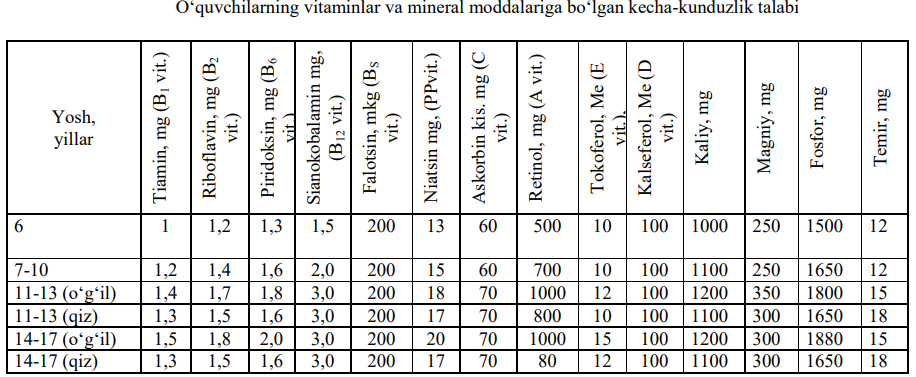 O‘quvchilarning vitaminlar va mineral moddalariga bo‘lgan kecha-kunduzlik talabi
Yosh,
yillar
Tiamin, mg (B1 vit.)
Riboflavin, mg (B2
vit.)
Piridoksin, mg (B6
vit.)
Sianokobalamin mg,
(B12 vit.)
Falotsin, mkg (BS
vit.)
Niatsin mg, (PPvit.)
Askorbin kis. mg (C
vit.)
Retinol, mg (A vit.)
Tokoferol, Me (E
vit.),
Kalseferol, Me (D
vit.)
Kaliy, mg
Magniy, mg
Fosfor, mg
Temir, mg
6 1 1,2 1,3 1,5 200 13 60 500 10 100 1000 250 1500 12
7-10 1,2 1,4 1,6 2,0 200 15 60 700 10 100 1100 250 1650 12
11-13 (o‘g‘il) 1,4 1,7 1,8 3,0 200 18 70 1000 12 100 1200 350 1800 15
11-13 (qiz) 1,3 1,5 1,6 3,0 200 17 70 800 10 100 1100 300 1650 18
14-17 (o‘g‘il) 1,5 1,8 2,0 3,0 200 20 70 1000 15 100 1200 300 1880 15
14-17 (qiz) 1,3 1,5 1,6 3,0 200 17 70 80 12 100 1100 300 1650 18